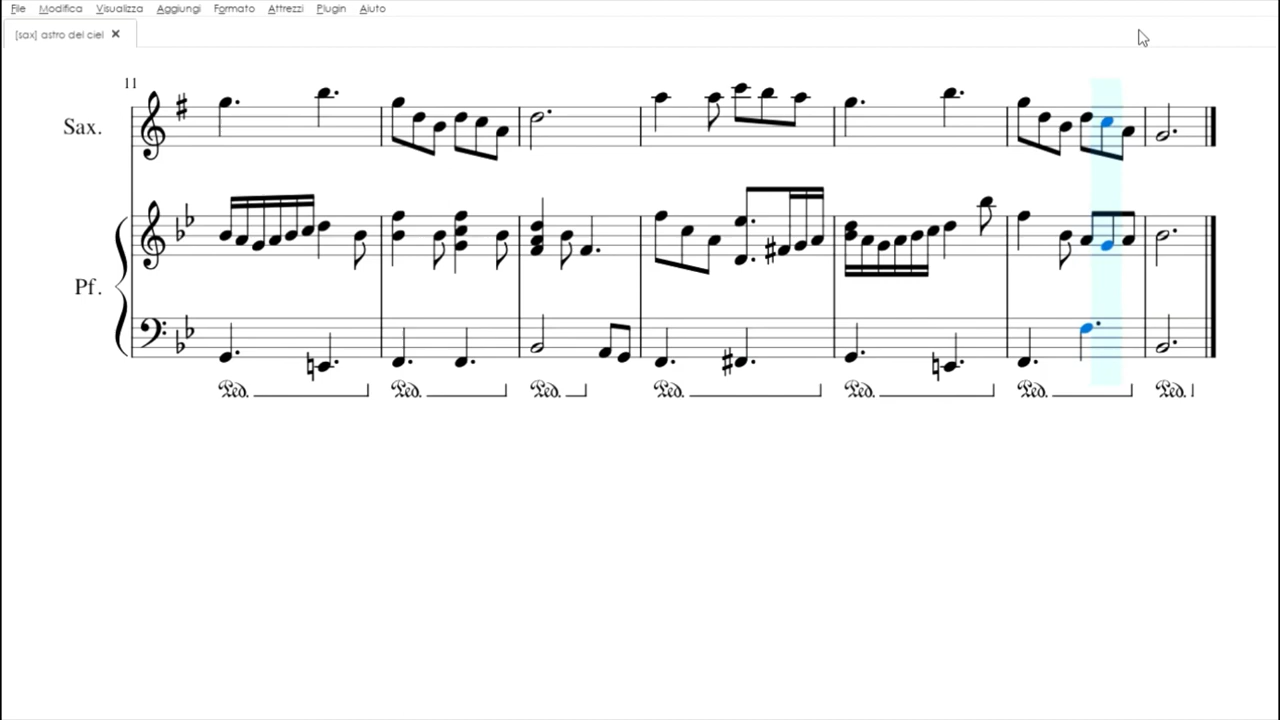 File Modifica Visualizza Aggiungi Formato Attrezzi Plugin Aiuto
[sax] astro del ciel ×
11
Sax.
Pf.
Ped. Ped. Ped. Ped. Ped. Ped. Ped.